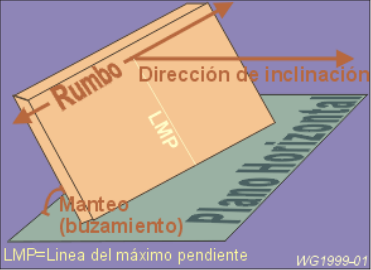 Rumbo
Dirección de inclinación
LMP
Plano Horizontal
Manteo
(buzamiento)
LMP=Linea del máximo pendiente
WG1999-01